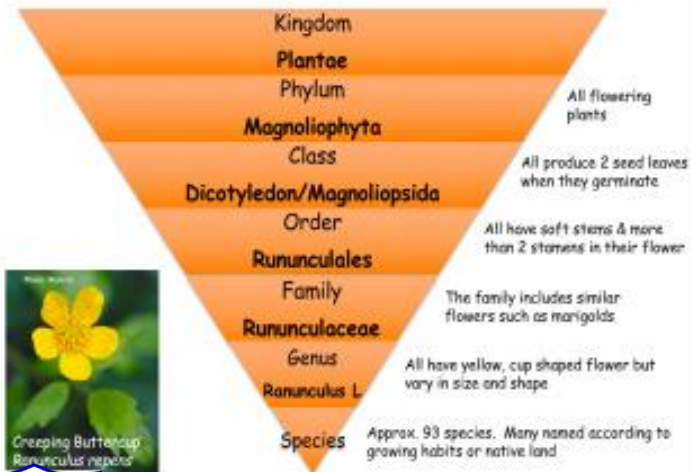 Kingdom
Plantae
Phylum
All flowering
plants
Magnoliophyta
Class
All produce 2 seed leaves
when they germinate
Dicotyledon/Magnoliopsida
Order
All have soft stems & more
than 2 stamens in their flower
Rununculales
Family
The family includes similar
flowers such as marigolds
Rununculaceae
Genus
All have yellow, cup shaped flower but
vary in size and shape
Ranunculus L
Species
Approx. 93 species. Many named according to
growing habits or native land
Creeping Buttercup
Ranunculus repens